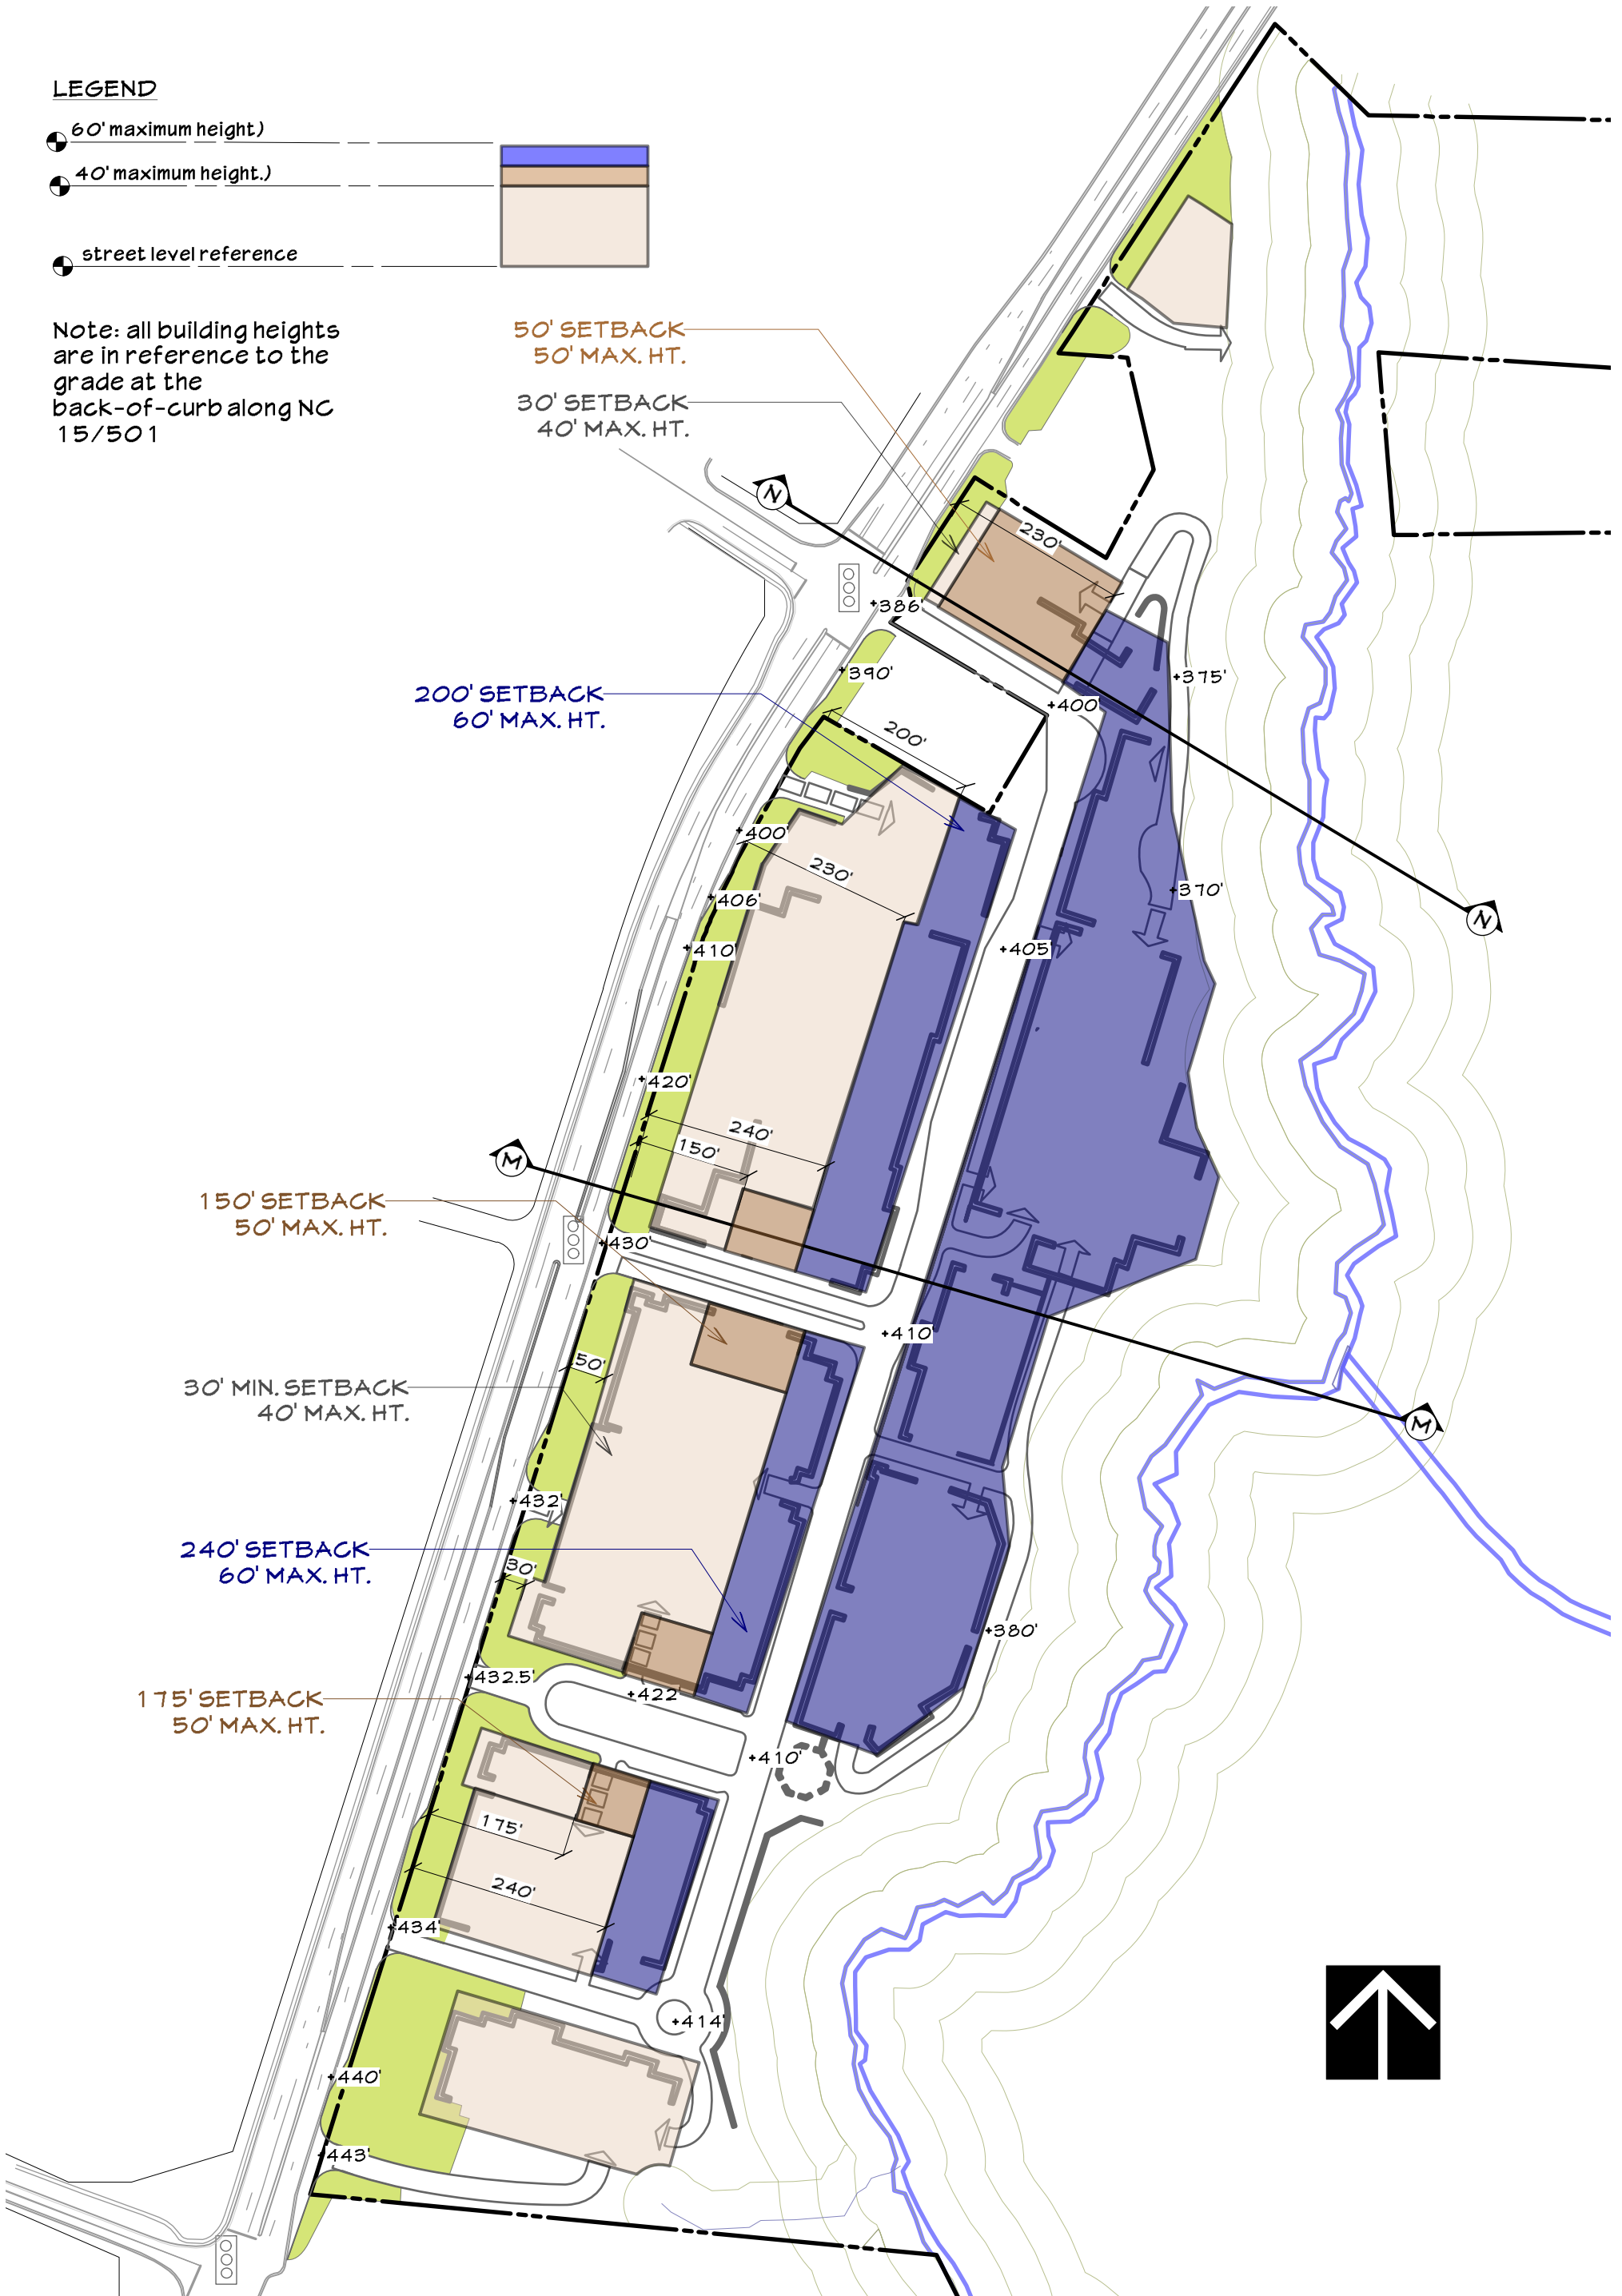 LEGEND
60' maximum height)
40' maximum height.)
street level reference
Note: all building heights
are in reference to the
grade at the
back-of-curb along NC
15/501
50' SETBACK
50' MAX. HT.
30' SETBACK
40' MAX. HT.
N
230'
+386'
+390'
+375'
200' SETBACK
60' MAX. HT.
+400'
200'
+400'
230'
+370'
+406'
N
+410'
+405'
+420'
240'
150'
M
150' SETBACK
50' MAX. HT.
+430'
+410'
50'
30' MIN. SETBACK
40' MAX. HT.
M
+432'
240' SETBACK
60' MAX. HT.
30'
+380'
+432.5'
+422'
175' SETBACK
50' MAX. HT.
+410'
175'
240'
+434'
+414'
+440'
+443'